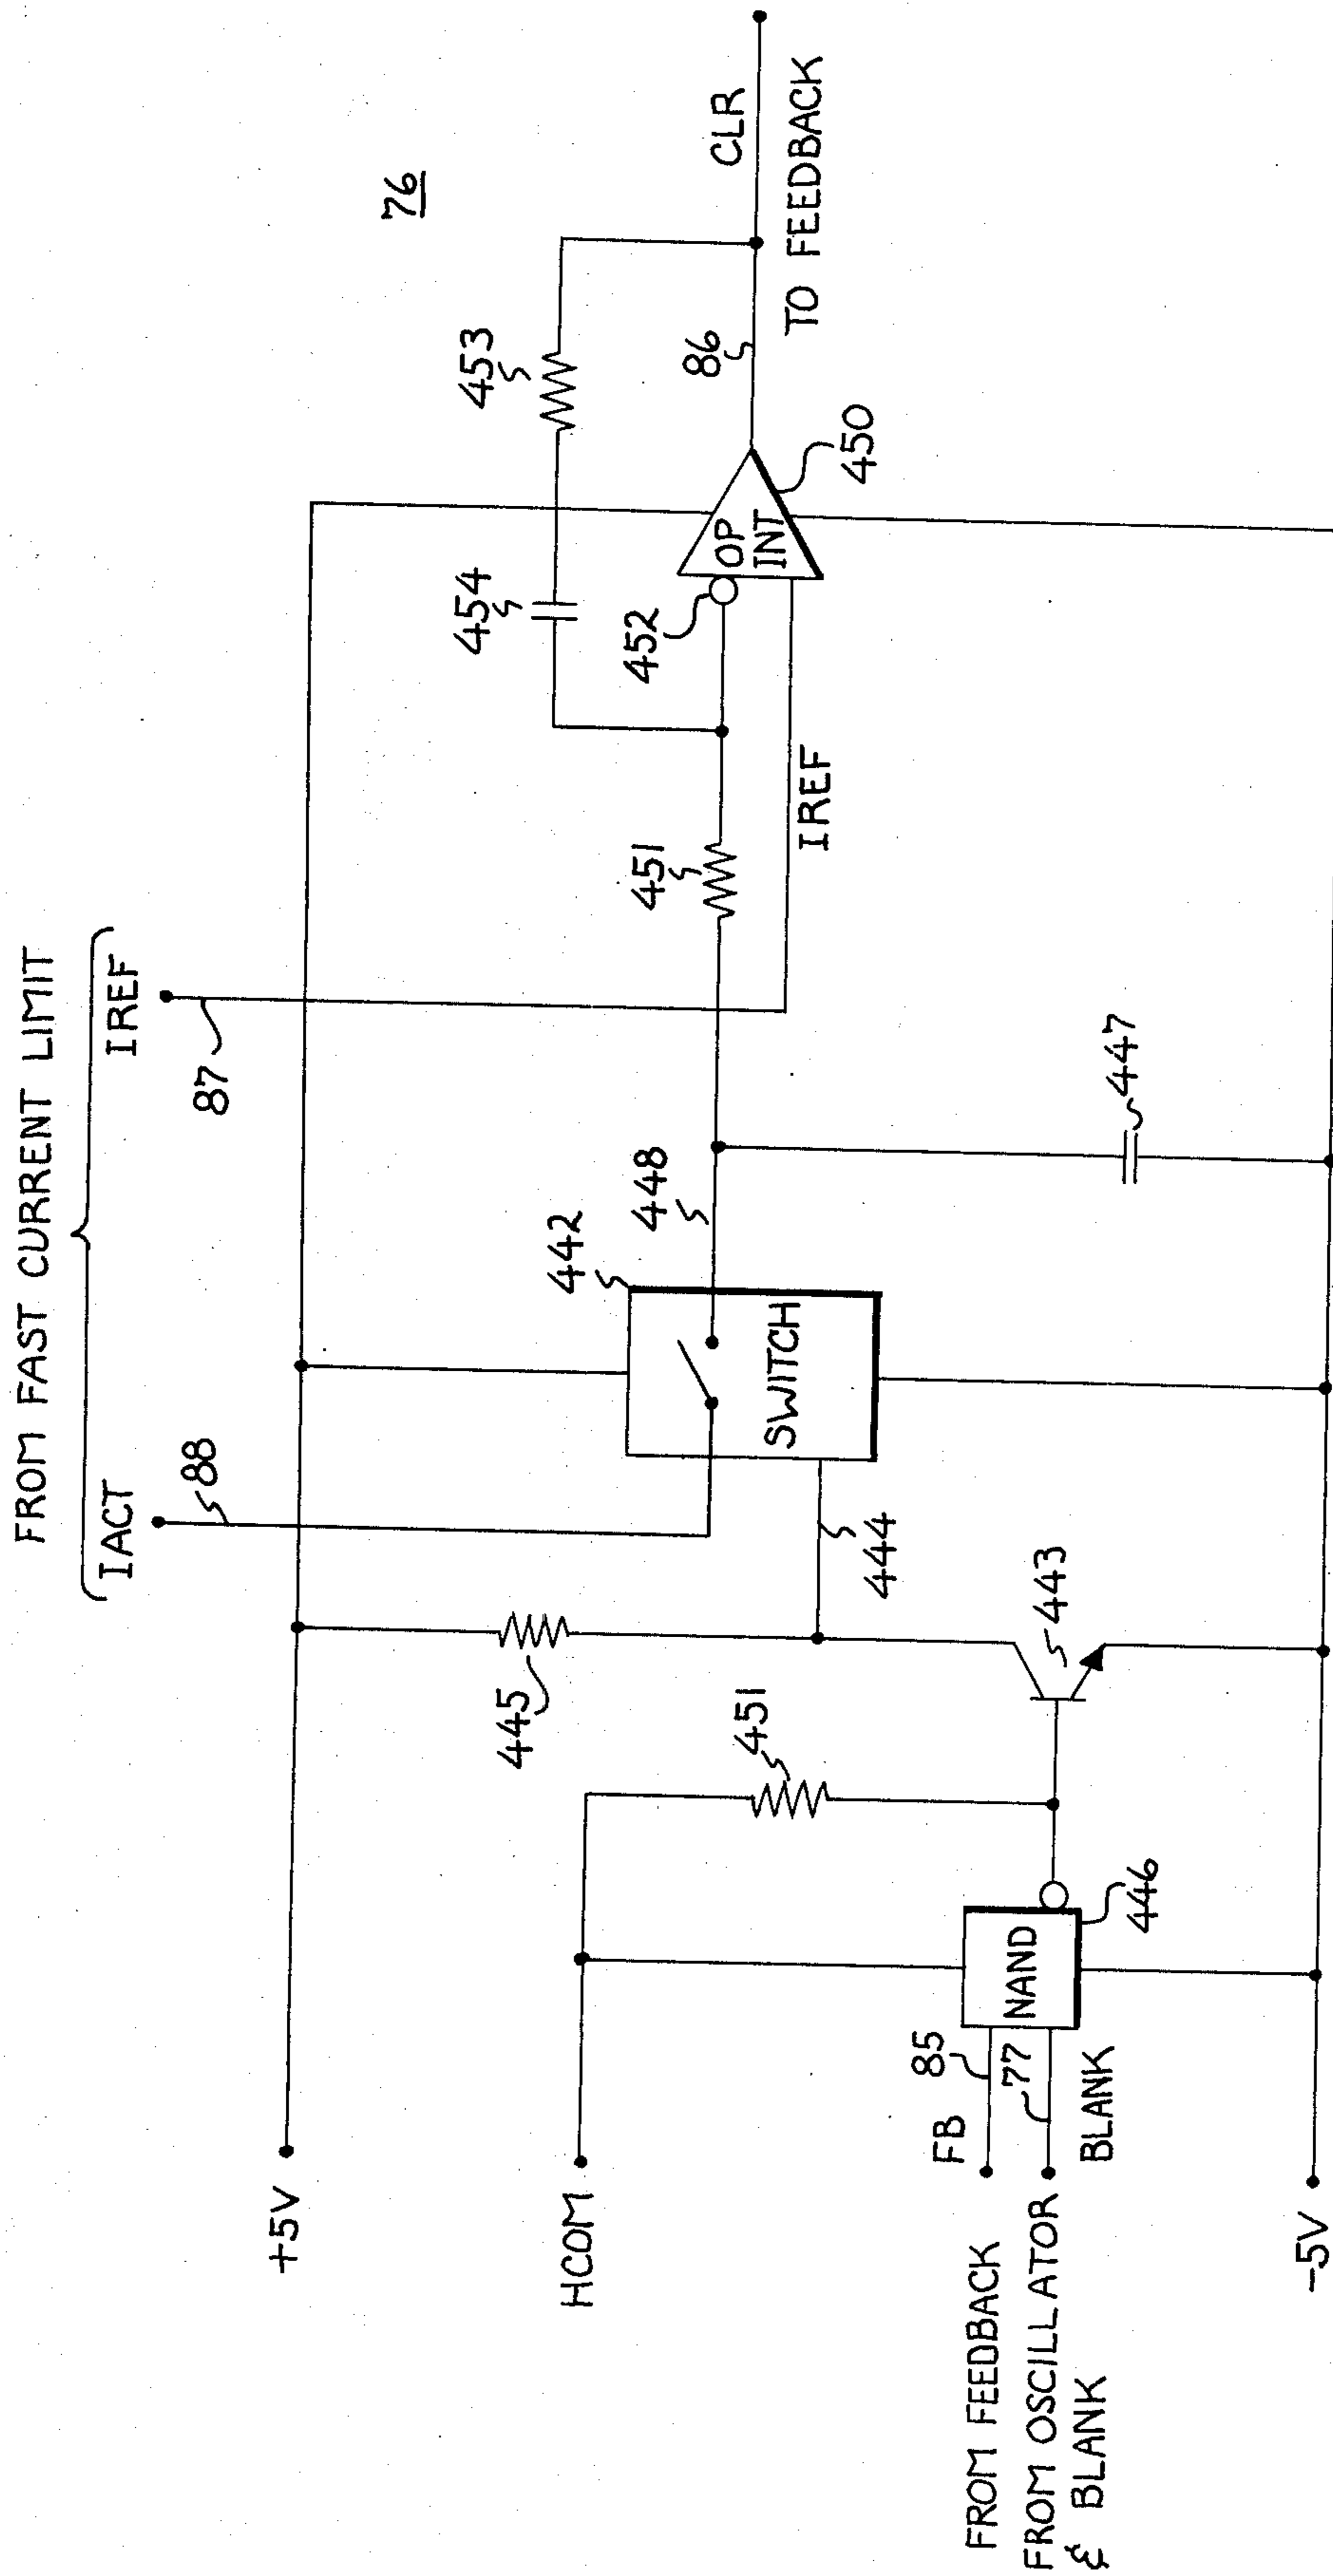 FROM FAST CURRENT LIMIT
IACT
IREF
88
87
76
+5V
HCOM
445
451
442
448
451
454
453
452
OP
INT
450
86
CLR
TO FEEDBACK
IREF
SWITCH
444
443
447
FROM FEEDBACK
FB
85
FROM OSCILLATOR
& BLANK
77
BLANK
NAND
446
-5V